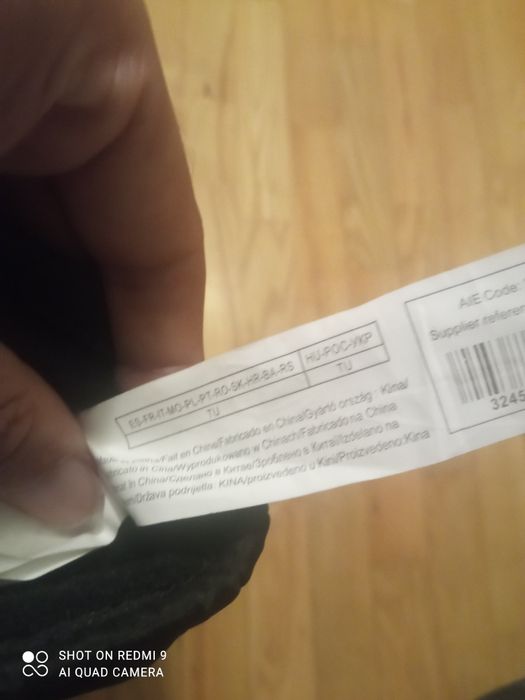 ES-FR-IT-MO-PL-PT-RO-SK-HR-BA-RS
HU-POC-VKP
TU
TU
in China/Fait en Chine/Fabricado en China/Gyártó ország : Kína/
in Cina/Wyprodukowano w Chinach/Fabricado na China
in China/Сделано в Китае/Зроблено в Китаї/Izdelano na
/Država podrijetla: KINA/proizvedeno u Kini/Proizvedeno:Kina
AIE Code:
Supplier
3245
SHOT ON REDMI 9
AI QUAD CAMERA